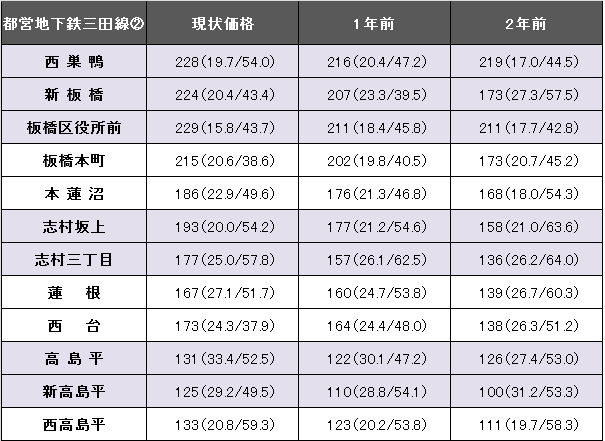 都営地下鉄三田線② 現状価格 1年前 2年前
西巣鴨 228(19.7/54.0) 216(20.4/47.2) 219(17.0/44.5)
新板橋 224(20.4/43.4) 207(23.3/39.5) 173(27.3/57.5)
板橋区役所前 229(15.8/43.7) 211(18.4/45.8) 211(17.7/42.8)
板橋本町 215(20.6/38.6) 202(19.8/40.5) 173(20.7/45.2)
本蓮沼 186(22.9/49.6) 176(21.3/46.8) 168(18.0/54.3)
志村坂上 193(20.0/54.2) 177(21.2/54.6) 158(21.0/63.6)
志村三丁目 177(25.0/57.8) 157(26.1/62.5) 136(26.2/64.0)
蓮根 167(27.1/51.7) 160(24.7/53.8) 139(26.7/60.3)
西台 173(24.3/37.9) 164(24.4/48.0) 138(26.3/51.2)
高島平 131(33.4/52.5) 122(30.1/47.2) 126(27.4/53.0)
新高島平 125(29.2/49.5) 110(28.8/54.1) 100(31.2/53.3)
西高島平 133(20.8/59.3) 123(20.2/53.8) 111(19.7/58.3)